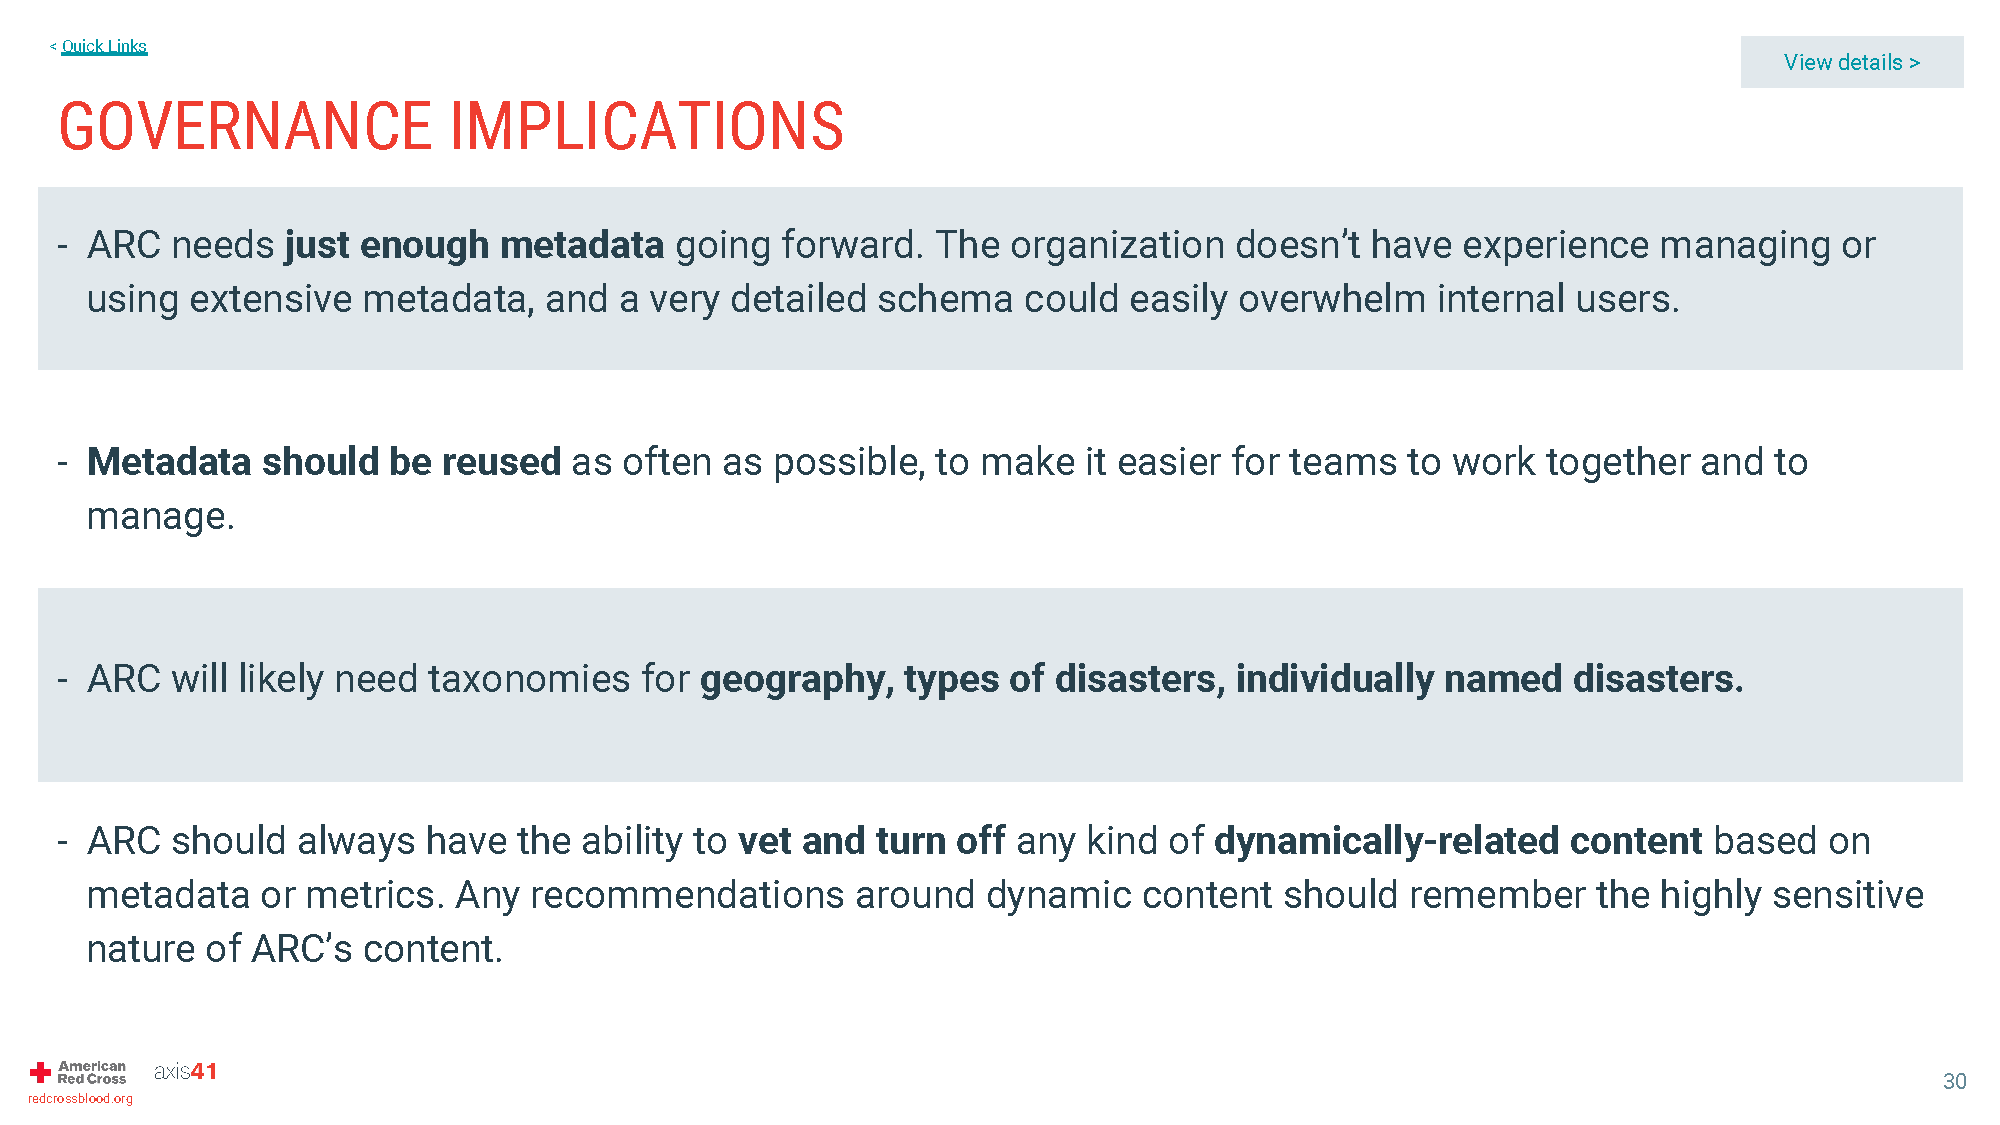 < Quick Links
View details >
GOVERNANCE IMPLICATIONS
- ARC needs just enough metadata going forward. The organization doesn’t have experience managing or
using extensive metadata, and a very detailed schema could easily overwhelm internal users.
- Metadata should be reused as often as possible, to make it easier for teams to work together and to
manage.
- ARC will likely need taxonomies for geography, types of disasters, individually named disasters.
- ARC should always have the ability to vet and turn off any kind of dynamically-related content based on
metadata or metrics. Any recommendations around dynamic content should remember the highly sensitive
nature of ARC’s content.
American
Red Cross
axis41
redcrossblood.org
30